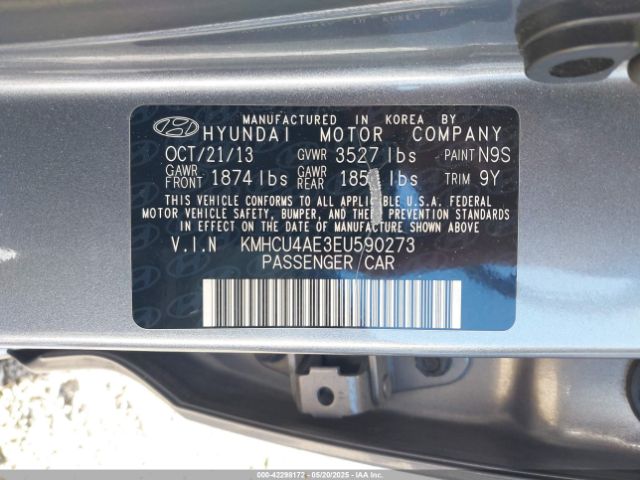 MANUFACTURED IN KOREA BY
HYUNDAI MOTOR COMPANY
OCT/21/13 GVWR 3527 lbs PAINT N9S
GAWR FRONT 1874 lbs GAWR REAR lbs TRIM 9Y
THIS VEHICLE CONFORMS TO ALL APPLICABLE U.S.A. FEDERAL
MOTOR VEHICLE SAFETY, BUMPER, AND THEFT PREVENTION STANDARDS
IN EFFECT ON THE DATE OF MANUFACTURE SHOWN ABOVE
V.I.N KMHCU4AE3EU590273
PASSENGER CAR
000-42298172 - 05/20/2025 - IAA Inc. Copyright